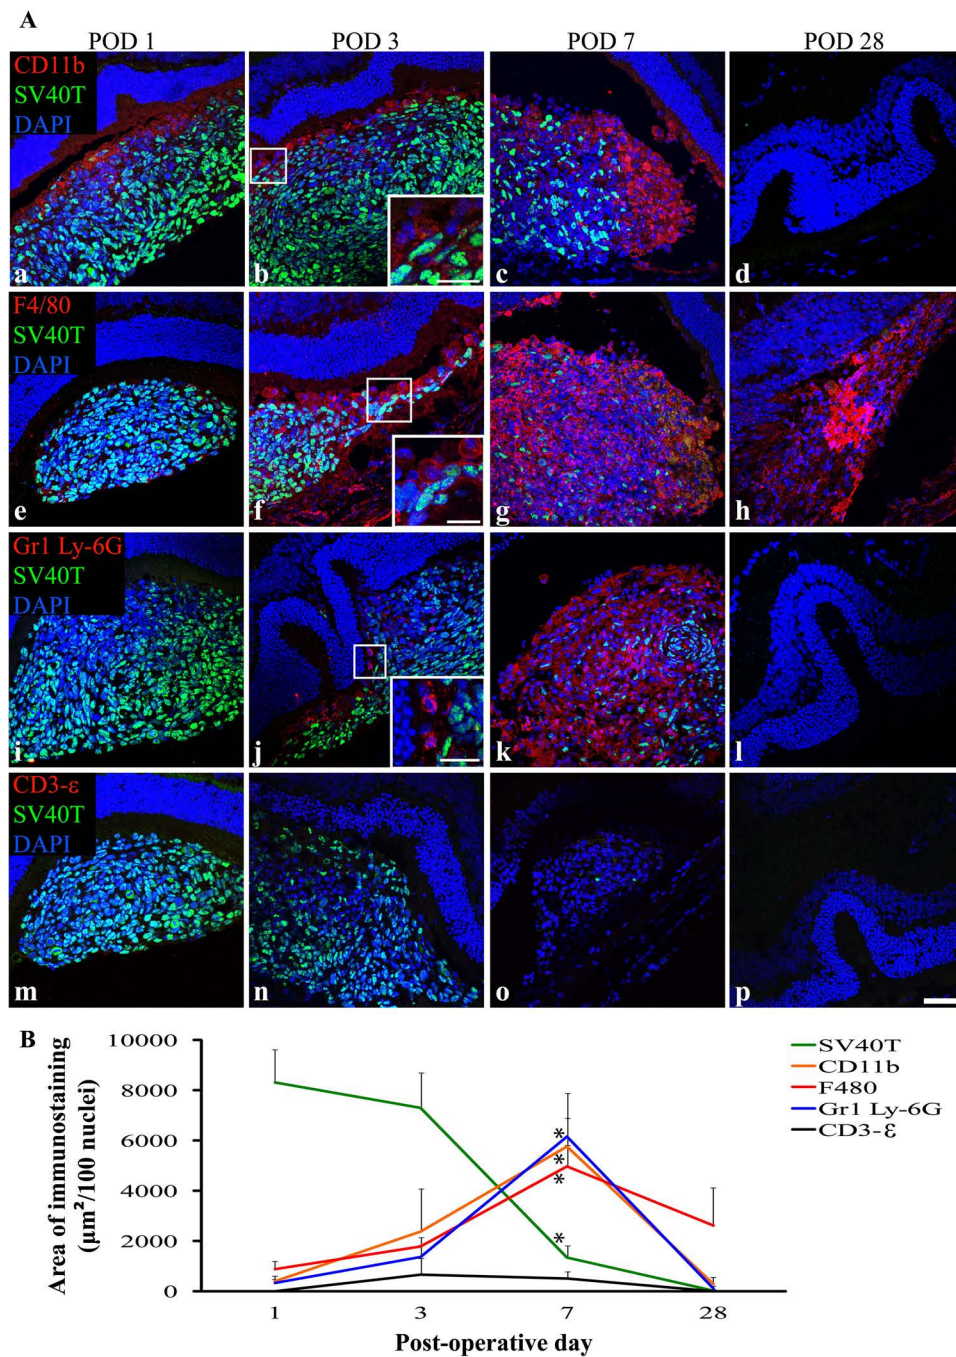 A
POD 1 POD 3 POD 7 POD 28
CD11b
SV40T
DAPI
a b c d
F4/80
SV40T
DAPI
e f g h
Gr1 Ly-6G
SV40T
DAPI
i j k l
CD3-ε
SV40T
DAPI
m n o p
B
Area of immunostaining
(μm²/100 nuclei)
10000
8000
6000
4000
2000
0
*
*
*
*
1 3 7 28
Post-operative day
SV40T
CD11b
F480
Gr1 Ly-6G
CD3-ε